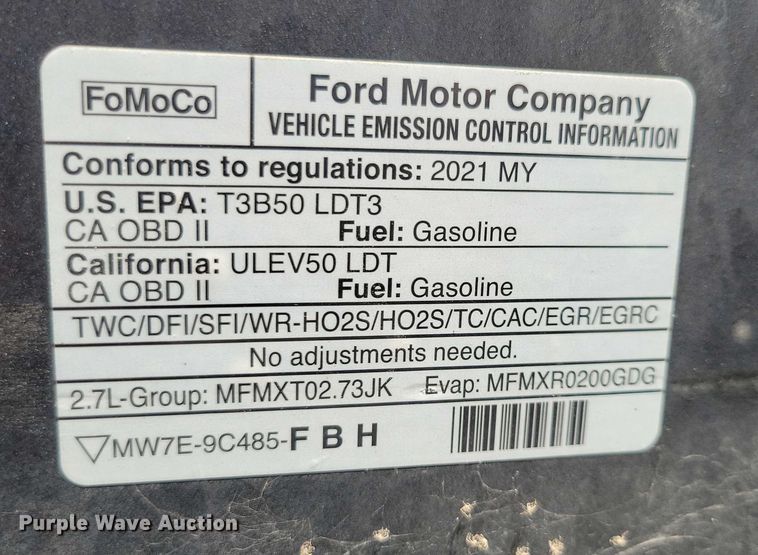 FoMoCo
Ford Motor Company
VEHICLE EMISSION CONTROL INFORMATION
Conforms to regulations: 2021 MY
U.S. EPA: T3B50 LDT3
CA OBD II Fuel: Gasoline
California: ULEV50 LDT
CA OBD II Fuel: Gasoline
TWC/DFI/SFI/WR-HO2S/HO2S/TC/CAC/EGR/EGRC
No adjustments needed.
2.7L-Group: MFMXT02.73JK Evap: MFMXR0200GDG
MW7E-9C485-F B H
Purple Wave Auction